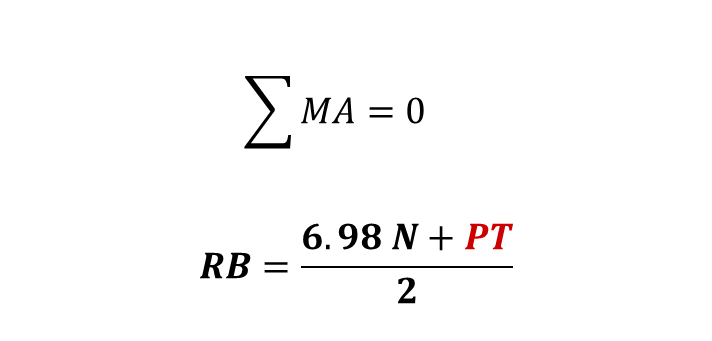 ∑ MA = 0
RB = (6.98 N + PT) / 2